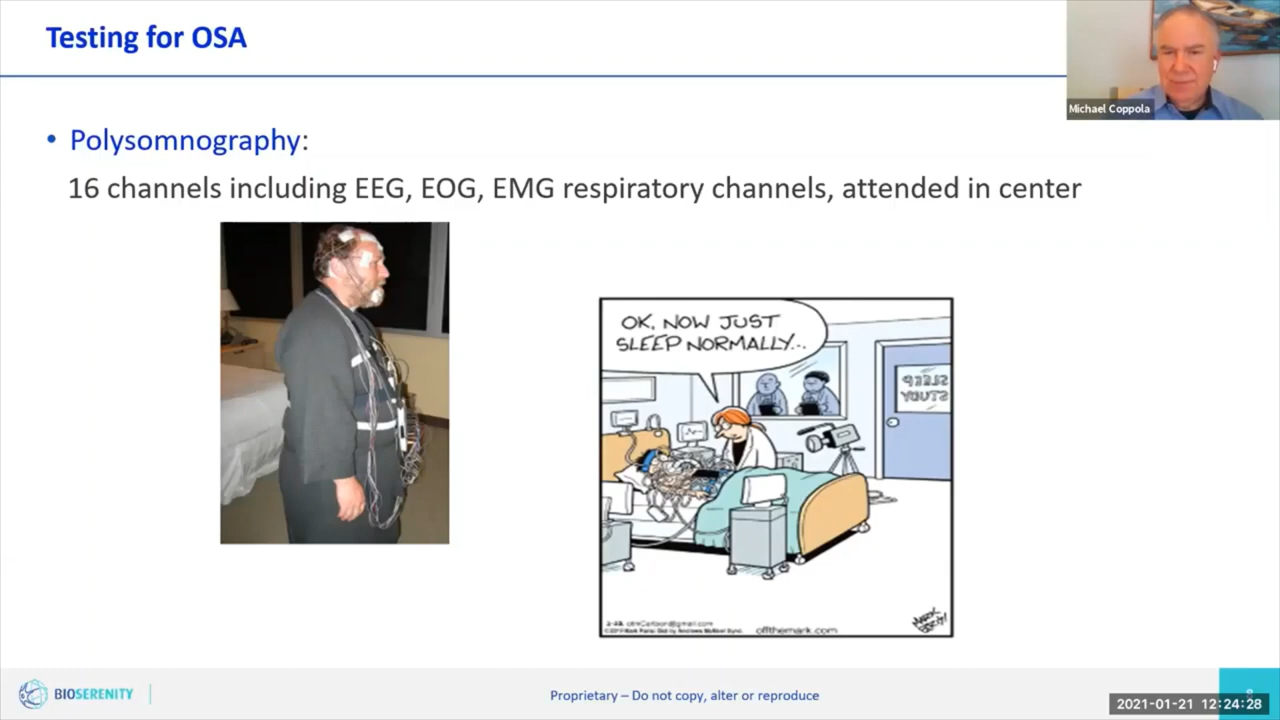 Testing for OSA
Michael Coppola
• Polysomnography:
16 channels including EEG, EOG, EMG respiratory channels, attended in center
OK, NOW JUST
SLEEP NORMALLY...
SLEEP
STUDY
offthemark.com
BIOSERENITY
Proprietary – Do not copy, alter or reproduce
2021-01-21 12:24:28